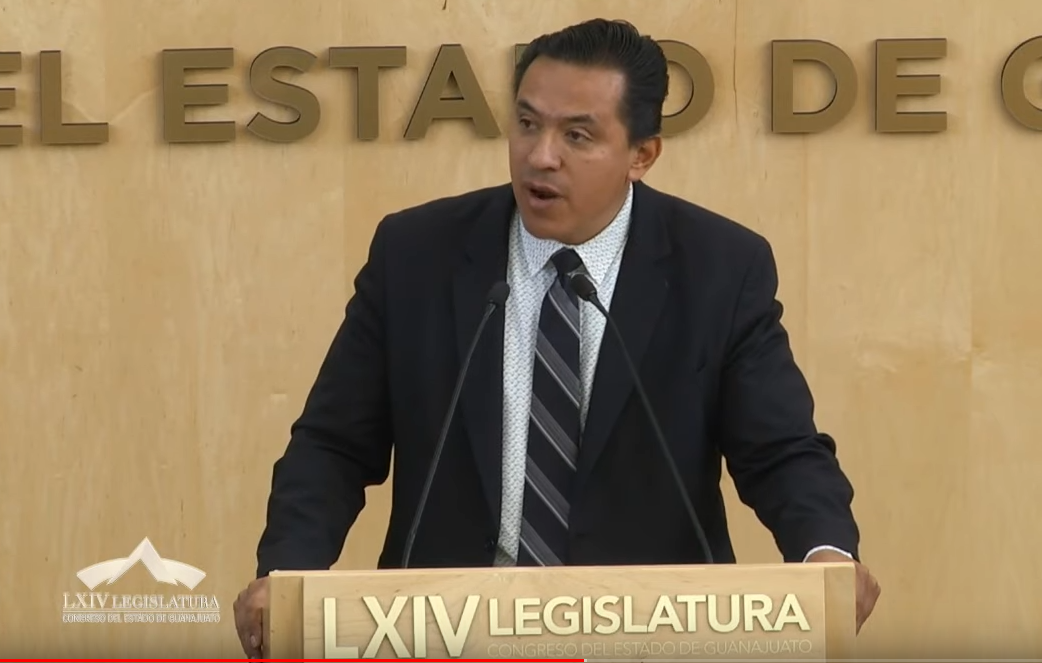 EL ESTADO DE G
LXIV LEGISLATURA
CONGRESO DEL ESTADO DE GUANAJUATO
LXIV LEGISLATURA
CONGRESO DEL ESTADO DE GUANAJUATO